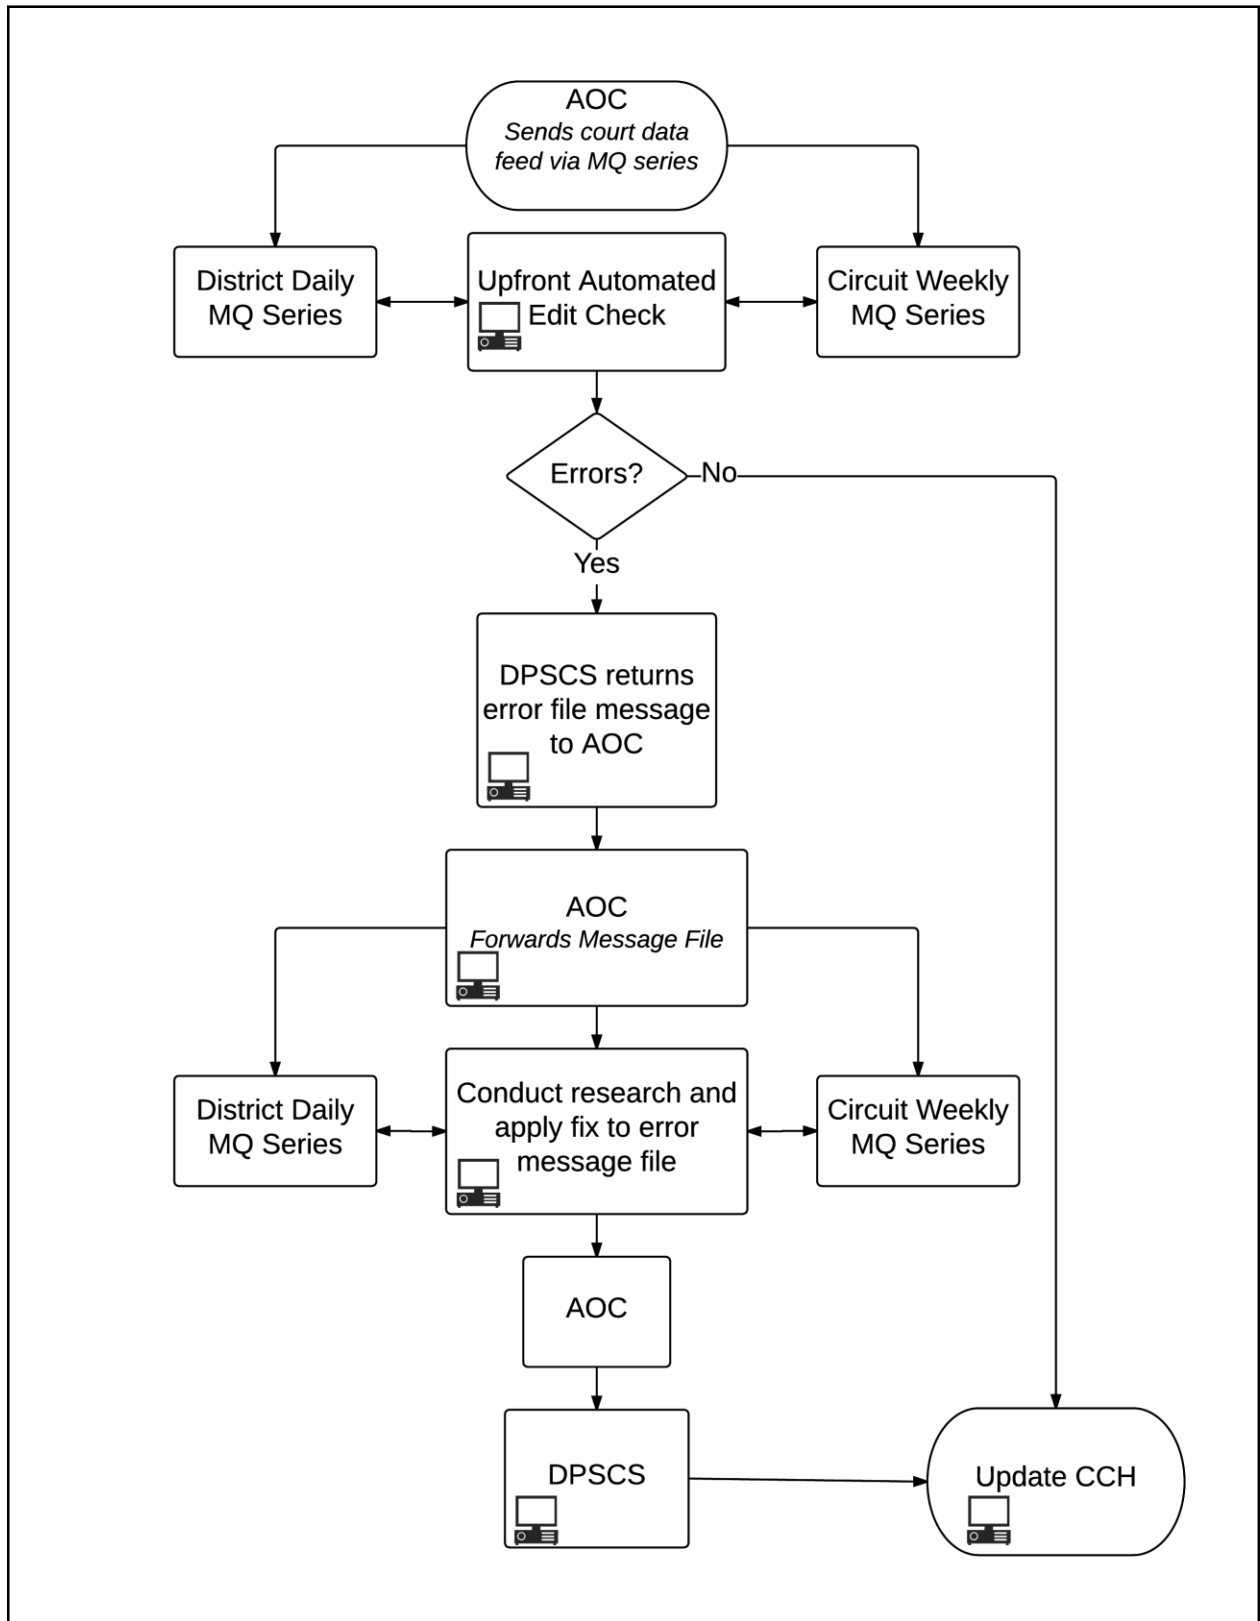 AOC
Sends court data
feed via MQ series
District Daily
MQ Series
Upfront Automated
Edit Check
Circuit Weekly
MQ Series
Errors?
No
Yes
DPSCS returns
error file message
to AOC
AOC
Forwards Message File
District Daily
MQ Series
Conduct research and
apply fix to error
message file
Circuit Weekly
MQ Series
AOC
DPSCS
Update CCH